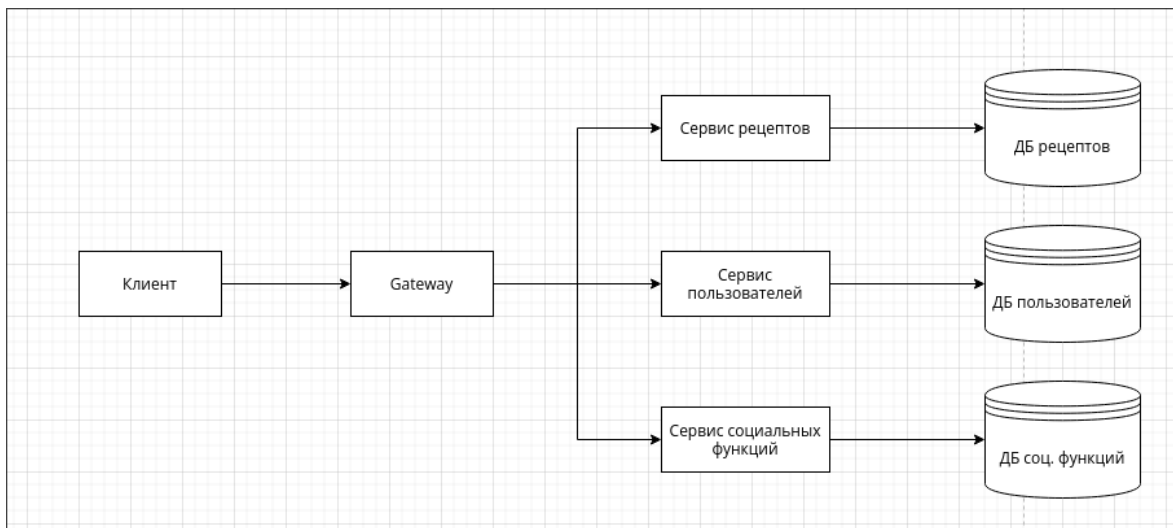 Сервис рецептов
ДБ рецептов
Клиент
Gateway
Сервис
пользователей
ДБ пользователей
Сервис социальных
функций
ДБ соц. функций